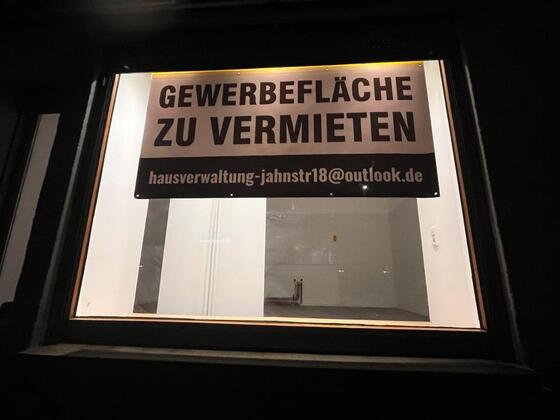 GEWERBEFLÄCHE
ZU VERMIETEN
hausverwaltung-jahnstr18@outlook.de